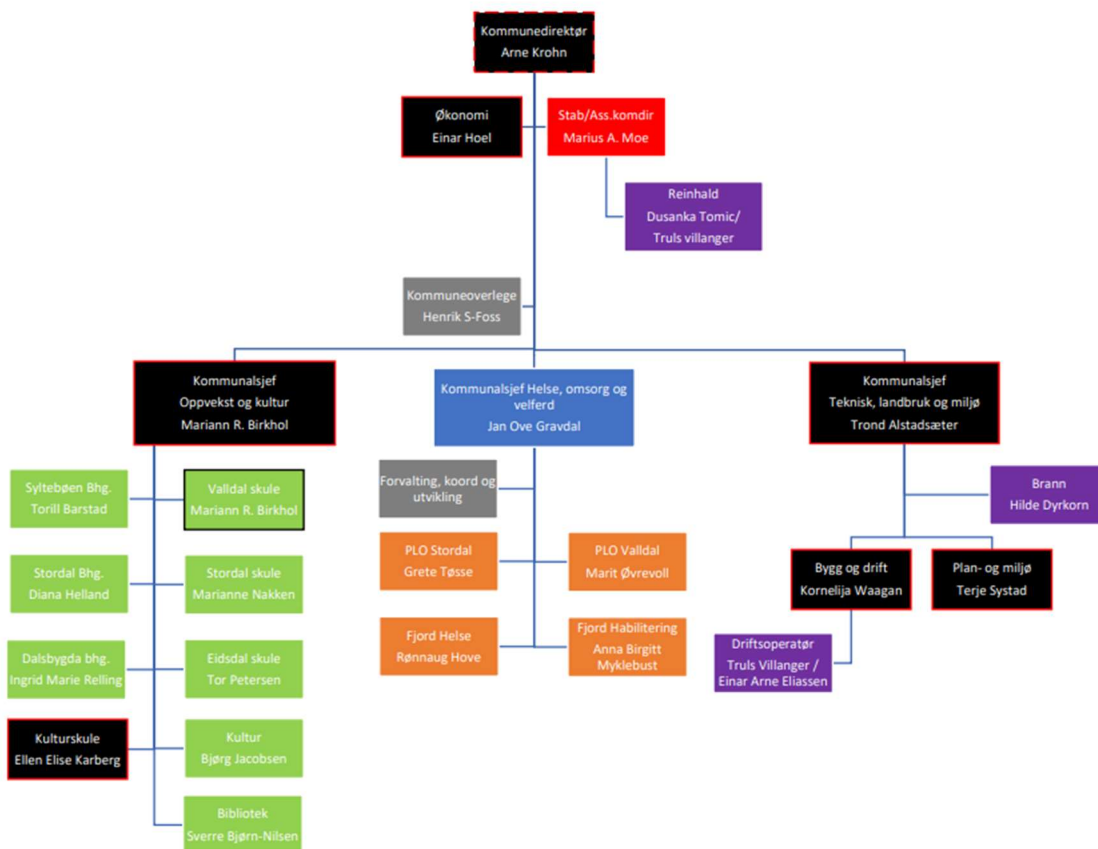 Kommunedirektør
Arne Krohn
Økonomi
Einar Hoel
Stab/Ass.komdir
Marius A. Moe
Reinhald
Dusanka Tomic/
Truls villanger
Kommuneoverlege
Henrik S-Foss
Kommunalsjef
Oppvekst og kultur
Mariann R. Birkhol
Kommunalsjef Helse, omsorg og
velferd
Jan Ove Gravdal
Kommunalsjef
Teknisk, landbruk og miljø
Trond Alstadsæter
Syltebøen Bhg.
Torill Barstad
Valldal skule
Mariann R. Birkhol
Stordal Bhg.
Diana Helland
Stordal skule
Marianne Nakken
Dalsbygda bhg.
Ingrid Marie Relling
Eidsdal skule
Tor Petersen
Kulturskule
Ellen Elise Karberg
Kultur
Bjørg Jacobsen
Bibliotek
Sverre Bjørn-Nilsen
Forvalting, koord og
utvikling
PLO Stordal
Grete Tøsse
PLO Valldal
Marit Øvrevoll
Fjord Helse
Rønnaug Hove
Fjord Habilitering
Anna Birgitt
Myklebust
Brann
Hilde Dyrkorn
Bygg og drift
Kornelija Waagan
Plan- og miljø
Terje Systad
Driftsoperatør
Truls Villanger /
Einar Arne Eliassen